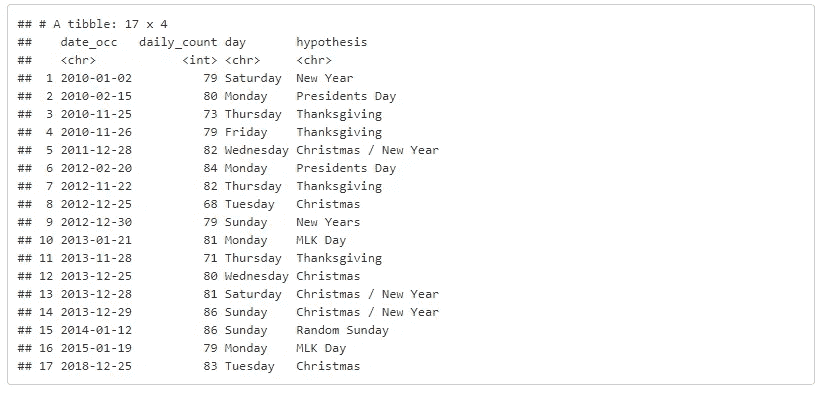 ## # A tibble: 17 x 4
##    date_occ   daily_count day       hypothesis
##    <chr>            <int> <chr>     <chr>
##  1 2010-01-02          79 Saturday  New Year
##  2 2010-02-15          80 Monday    Presidents Day
##  3 2010-11-25          73 Thursday  Thanksgiving
##  4 2010-11-26          79 Friday    Thanksgiving
##  5 2011-12-28          82 Wednesday Christmas / New Year
##  6 2012-02-20          84 Monday    Presidents Day
##  7 2012-11-22          82 Thursday  Thanksgiving
##  8 2012-12-25          68 Tuesday   Christmas
##  9 2012-12-30          79 Sunday    New Years
## 10 2013-01-21          81 Monday    MLK Day
## 11 2013-11-28          71 Thursday  Thanksgiving
## 12 2013-12-25          80 Wednesday Christmas
## 13 2013-12-28          81 Saturday  Christmas / New Year
## 14 2013-12-29          86 Sunday    Christmas / New Year
## 15 2014-01-12          86 Sunday    Random Sunday
## 16 2015-01-19          79 Monday    MLK Day
## 17 2018-12-25          83 Tuesday   Christmas